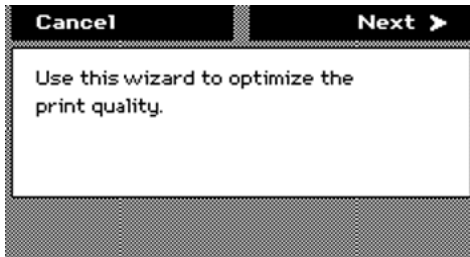 Cancel
Next ➤
Use this wizard to optimize the
print quality.